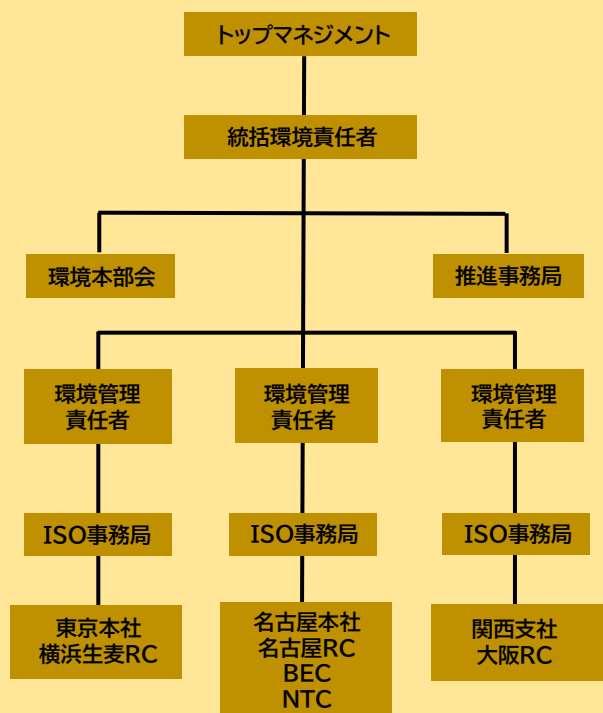 トップマネジメント
統括環境責任者
環境本部会
推進事務局
環境管理
責任者
環境管理
責任者
環境管理
責任者
ISO事務局
ISO事務局
ISO事務局
東京本社
横浜生麦RC
名古屋本社
名古屋RC
BEC
NTC
関西支社
大阪RC